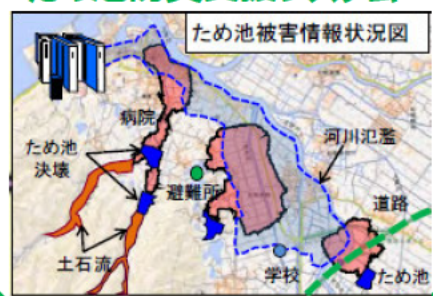 ため池被害情報状況図
病院
ため池
決壊
避難所
河川氾濫
道路
土石流
学校
ため池